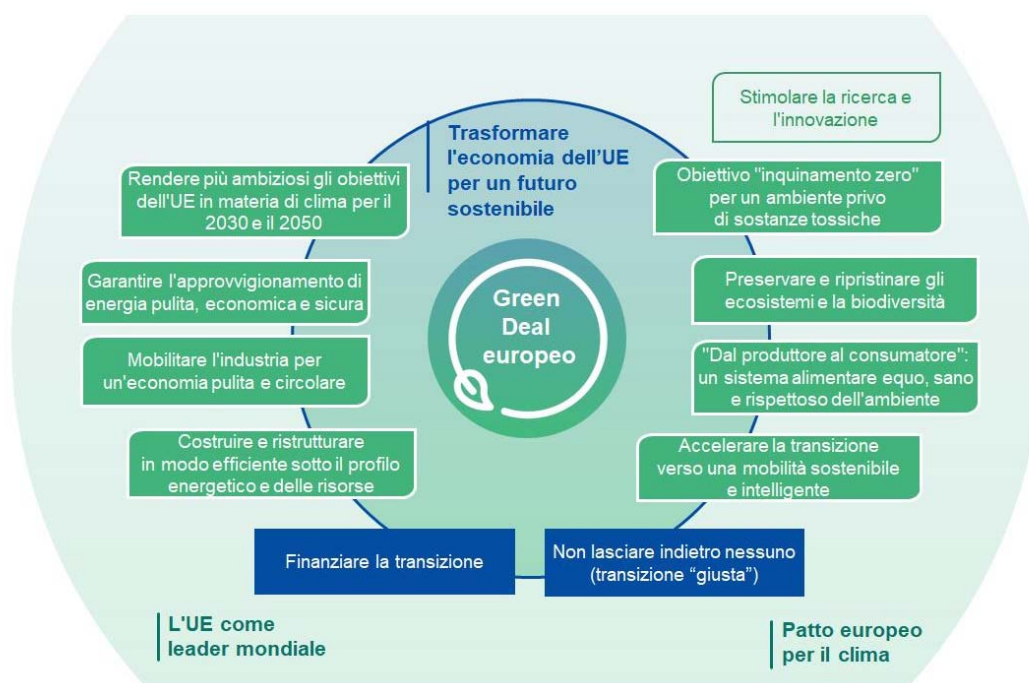 Stimolare la ricerca e
l'innovazione
Trasformare
l'economia dell'UE
per un futuro
sostenibile
Rendere più ambiziosi gli obiettivi
dell'UE in materia di clima per il
2030 e il 2050
Obiettivo "inquinamento zero"
per un ambiente privo
di sostanze tossiche
Garantire l'approvvigionamento di
energia pulita, economica e sicura
Preservare e ripristinare gli
ecosistemi e la biodiversità
Green
Deal
europeo
Mobilitare l'industria per
un'economia pulita e circolare
"Dal produttore al consumatore":
un sistema alimentare equo, sano
e rispettoso dell'ambiente
Costruire e ristrutturare
in modo efficiente sotto il profilo
energetico e delle risorse
Accelerare la transizione
verso una mobilità sostenibile
e intelligente
Finanziare la transizione
Non lasciare indietro nessuno
(transizione “giusta”)
L'UE come
leader mondiale
Patto europeo
per il clima